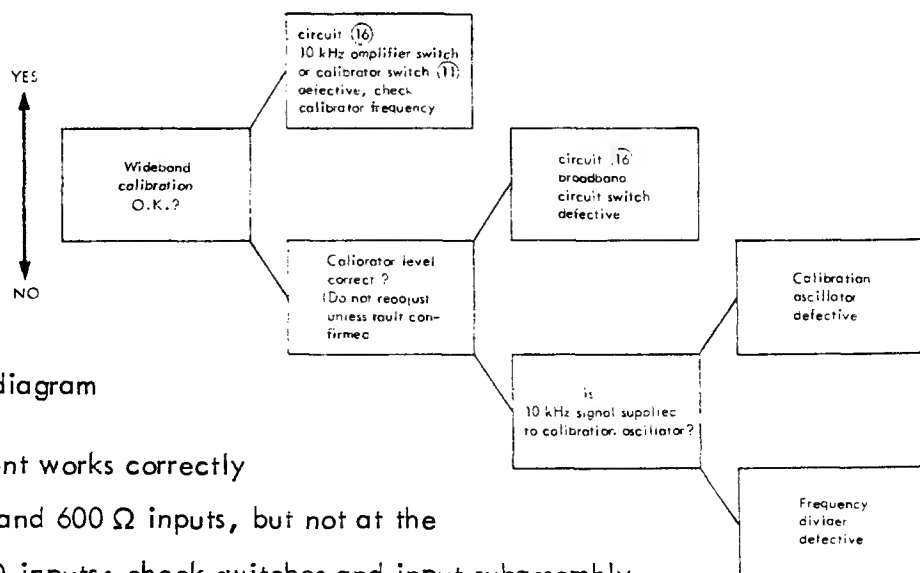 YES
NO
circuit (16)
10 kHz amplifier switch
or calibrator switch (11)
defective, check
calibrator frequency
Wideband
calibration
O.K.?
circuit (16)
broadband
circuit switch
defective
Calibrator level
correct ?
(Do not readjust
unless fault con-
firmed
Calibration
oscillator
defective
is
10 kHz signal supplied
to calibration oscillator?
Frequency
divider
defective
diagram
nt works correctly
and 600 Ω inputs, but not at the
Ω inputs: check switches and input subassembly